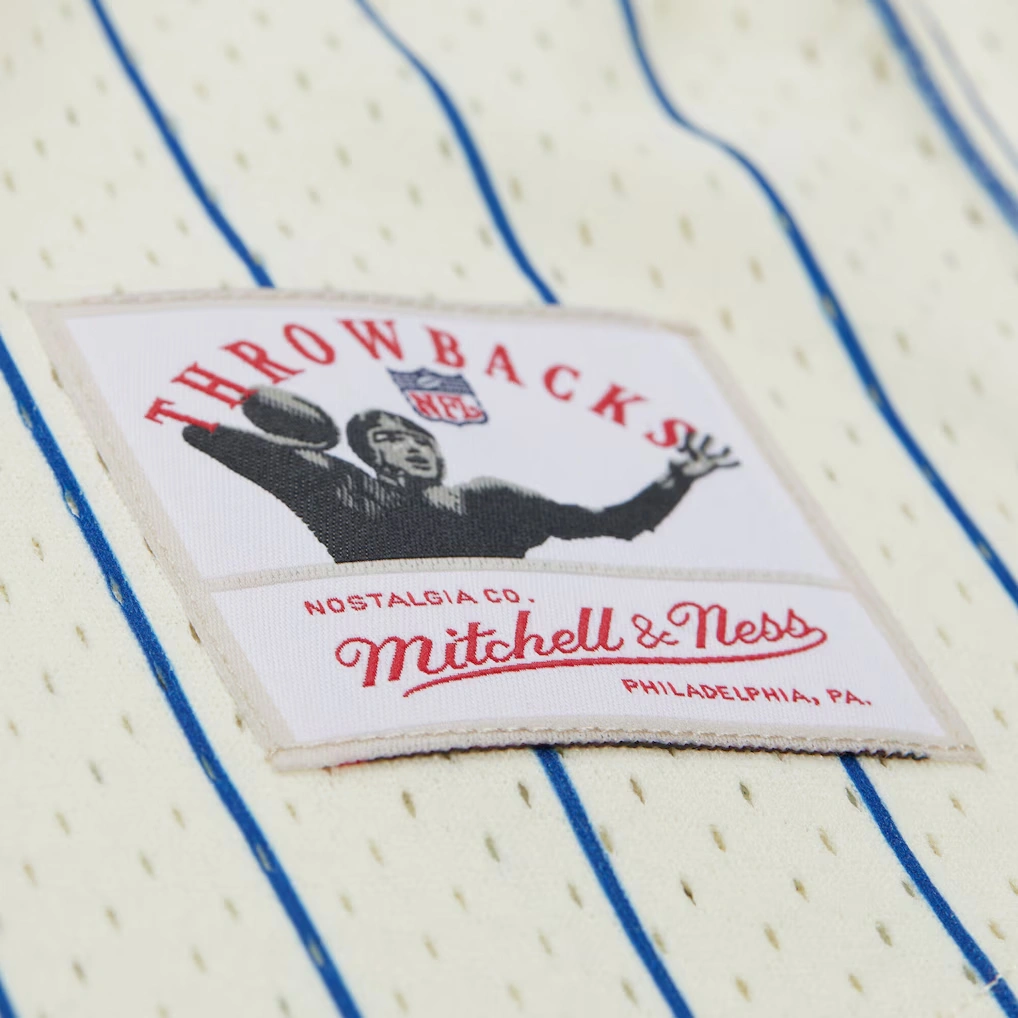 THROWBACKS
NFL
NOSTALGIA CO.
Mitchell & Ness
PHILADELPHIA, PA.